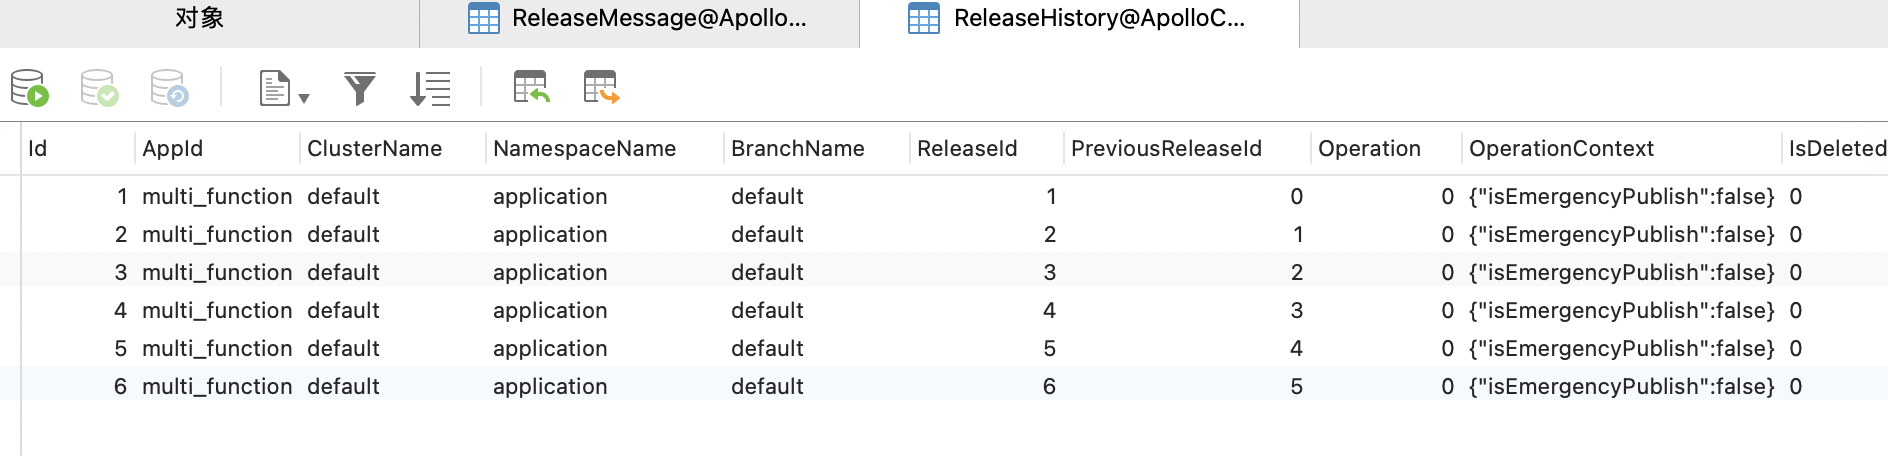 对象 ReleaseMessage@Apollo... ReleaseHistory@ApolloC...
Id AppId ClusterName NamespaceName BranchName ReleaseId PreviousReleaseId Operation OperationContext IsDeleted
1 multi_function default application default 1 0 0 {"isEmergencyPublish":false} 0
2 multi_function default application default 2 1 0 {"isEmergencyPublish":false} 0
3 multi_function default application default 3 2 0 {"isEmergencyPublish":false} 0
4 multi_function default application default 4 3 0 {"isEmergencyPublish":false} 0
5 multi_function default application default 5 4 0 {"isEmergencyPublish":false} 0
6 multi_function default application default 6 5 0 {"isEmergencyPublish":false} 0